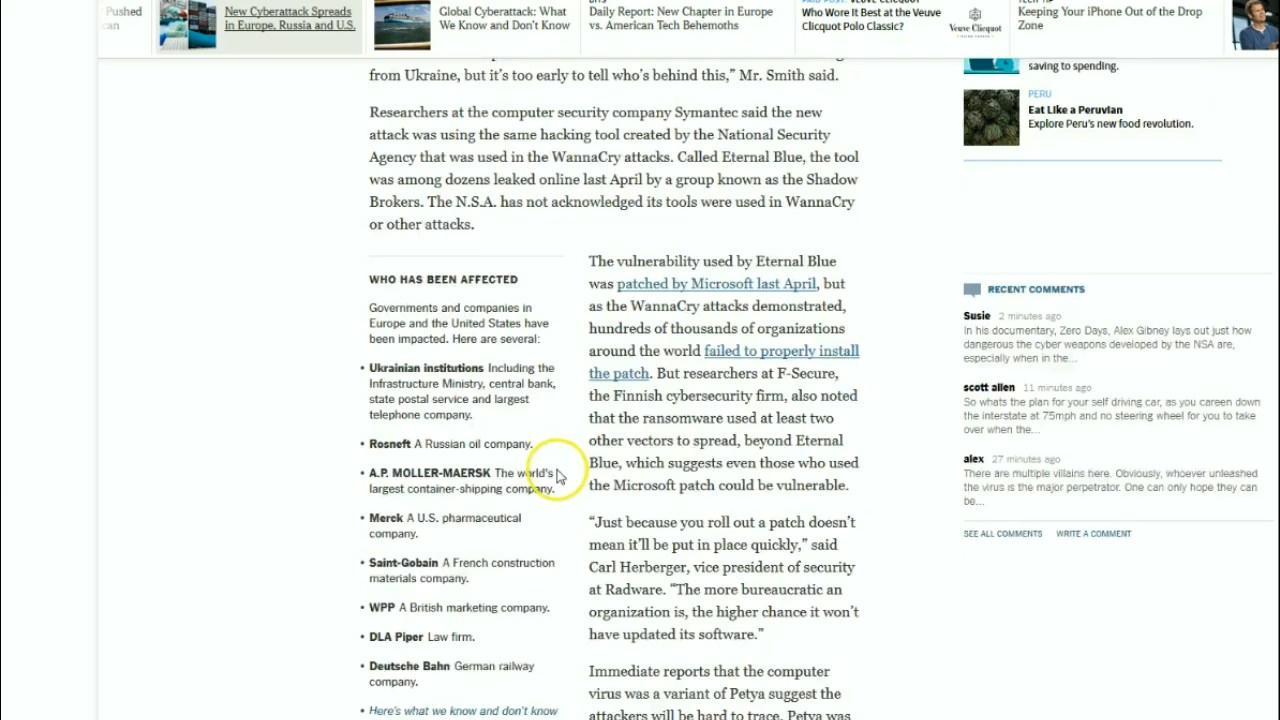 Pushed
New Cyberattack Spreads
in Europe, Russia and U.S.
Global Cyberattack: What
We Know and Don't Know
Daily Report: New Chapter in Europe
vs. American Tech Behemoths
PAID POST: VEUVE CLICQUOT
Who Wore It Best at the Veuve
Clicquot Polo Classic?
Veuve Clicquot
TECH TIP
Keeping Your iPhone Out of the Drop
Zone
from Ukraine, but it's too early to tell who's behind this,” Mr. Smith said.
Researchers at the computer security company Symantec said the new
attack was using the same hacking tool created by the National Security
Agency that was used in the WannaCry attacks. Called Eternal Blue, the tool
was among dozens leaked online last April by a group known as the Shadow
Brokers. The N.S.A. has not acknowledged its tools were used in WannaCry
or other attacks.
WHO HAS BEEN AFFECTED
Governments and companies in
Europe and the United States have
been impacted. Here are several:
• Ukrainian institutions Including the
Infrastructure Ministry, central bank,
state postal service and largest
telephone company.
• Rosneft A Russian oil company.
• A.P. MOLLER-MAERSK The world's
largest container-shipping company.
• Merck A U.S. pharmaceutical
company.
• Saint-Gobain A French construction
materials company.
• WPP A British marketing company.
• DLA Piper Law firm.
• Deutsche Bahn German railway
company.
• Here's what we know and don't know
The vulnerability used by Eternal Blue
was patched by Microsoft last April, but
as the WannaCry attacks demonstrated,
hundreds of thousands of organizations
around the world failed to properly install
the patch. But researchers at F-Secure,
the Finnish cybersecurity firm, also noted
that the ransomware used at least two
other vectors to spread, beyond Eternal
Blue, which suggests even those who used
the Microsoft patch could be vulnerable.
“Just because you roll out a patch doesn't
mean it'll be put in place quickly,” said
Carl Herberger, vice president of security
at Radware. “The more bureaucratic an
organization is, the higher chance it won't
have updated its software.”
Immediate reports that the computer
virus was a variant of Petya suggest the
attackers will be hard to trace. Petya was
saving to spending.
PERU
Eat Like a Peruvian
Explore Peru's new food revolution.
RECENT COMMENTS
Susie 2 minutes ago
In his documentary, Zero Days, Alex Gibney lays out just how
dangerous the cyber weapons developed by the NSA are,
especially when in the...
scott allen 11 minutes ago
So whats the plan for your self driving car, as you careen down
the interstate at 75mph and no steering wheel for you to take
over when the...
alex 27 minutes ago
There are multiple villains here. Obviously, whoever unleashed
the virus is the major perpetrator. One can only hope they can
be...
SEE ALL COMMENTS WRITE A COMMENT